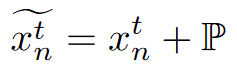 $\widetilde{x_n^t} = x_n^t + \mathbb{P}$